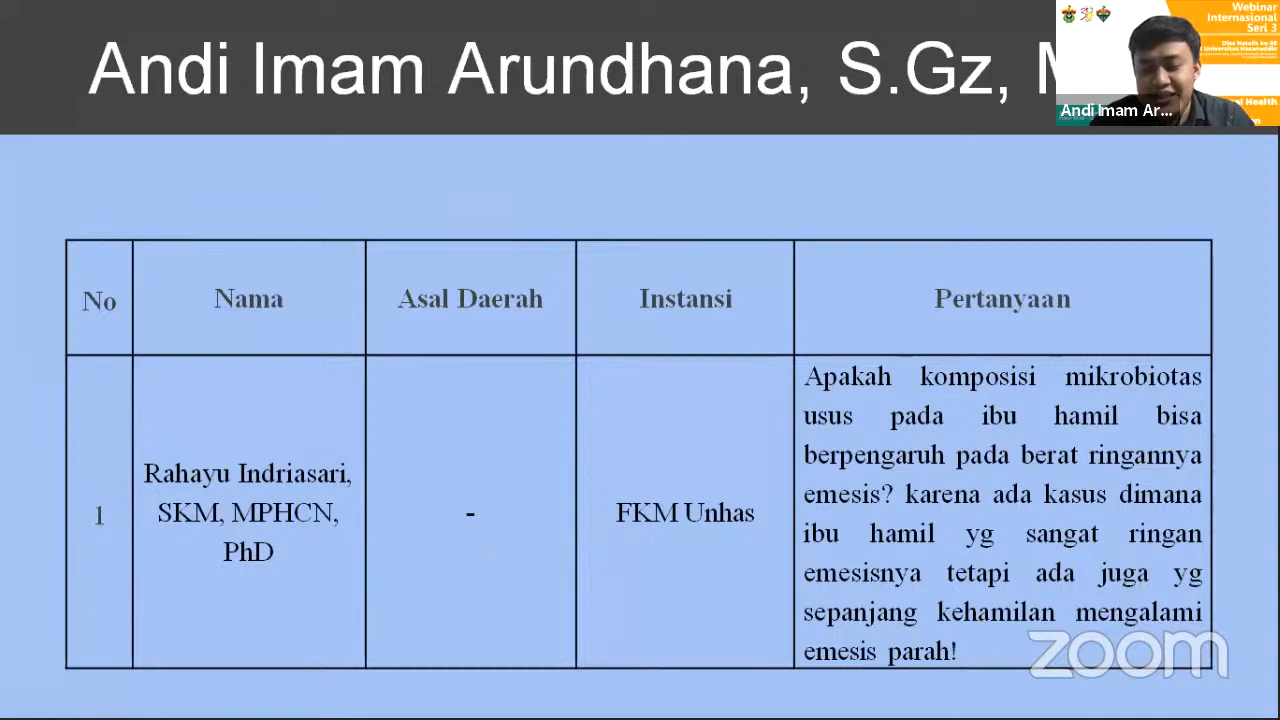 Andi Imam Arundhana, S.Gz,
Webinar
Internasional
Seri 3
Andi Imam Ar...
No
Nama
Asal Daerah
Instansi
Pertanyaan
1
Rahayu Indriasari,
SKM, MPHCN,
PhD
-
FKM Unhas
Apakah komposisi mikrobiotas
usus pada ibu hamil bisa
berpengaruh pada berat ringannya
emesis? karena ada kasus dimana
ibu hamil yg sangat ringan
emesisnya tetapi ada juga yg
sepanjang kehamilan mengalami
emesis parah!
zoom